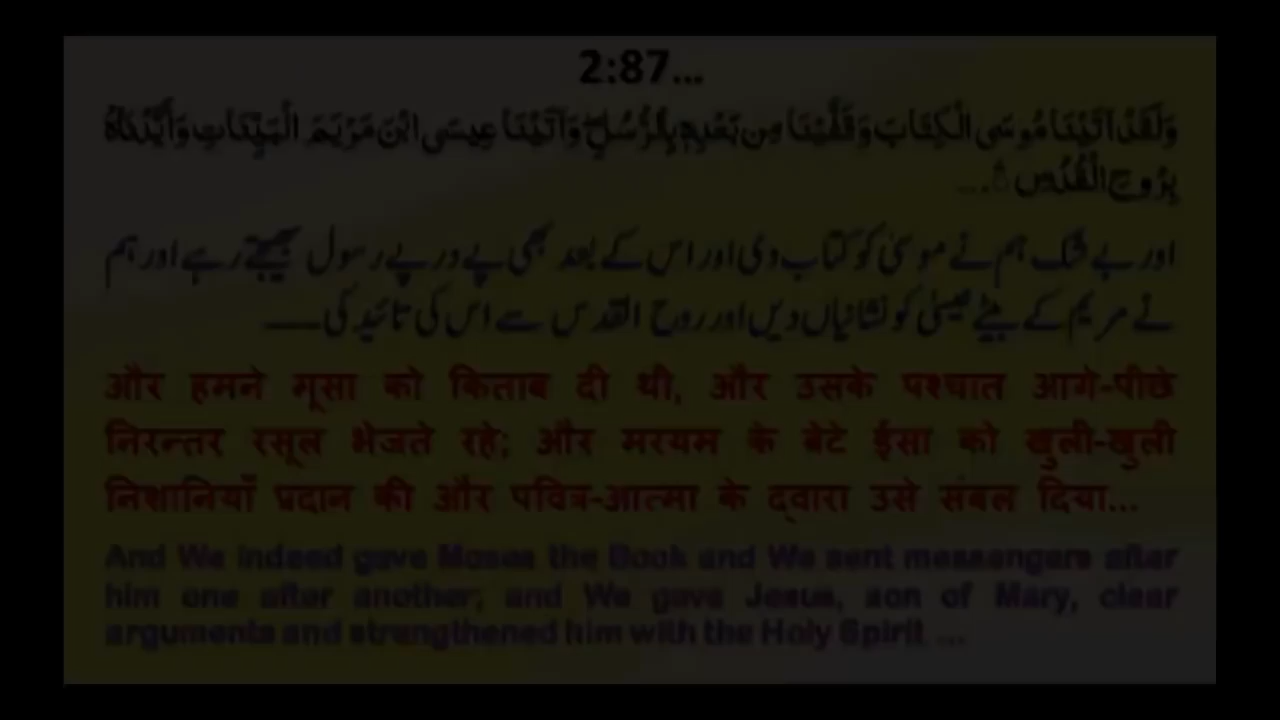 2:87...
وَلَقَدْ آتَيْنَا مُوسَى الْكِتَابَ وَقَفَّيْنَا مِن بَعْدِهِ بِالرُّسُلِ ۖ وَآتَيْنَا عِيسَى ابْنَ مَرْيَمَ الْبَيِّنَاتِ وَأَيَّدْنَاهُ
بِرُوحِ الْقُدُسِ ۗ ...
اور بے شک ہم نے موسیٰ کو کتاب دی اور اس کے بعد بھی پے در پے رسول بھیجتے رہے اور ہم
نے مریم کے بیٹے عیسیٰ کو نشانیاں دیں اور روح القدس سے اس کی تائید کی
और हमने मूसा को किताब दी थी, और उसके पश्चात आगे-पीछे
निरन्तर रसूल भेजते रहे; और मरयम के बेटे ईसा को खुली-खुली
निशानियाँ प्रदान की और पवित्र-आत्मा के द्वारा उसे संबल दिया...
And We indeed gave Moses the Book and We sent messengers after
him one after another; and We gave Jesus, son of Mary, clear
arguments and strengthened him with the Holy Spirit ...